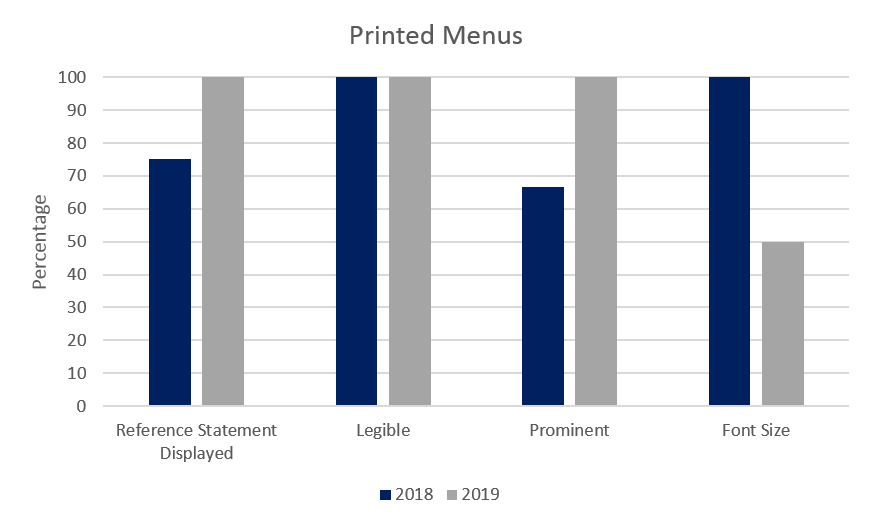 Printed Menus
Percentage
100
90
80
70
60
50
40
30
20
10
0
Reference Statement
Displayed
Legible
Prominent
Font Size
2018
2019